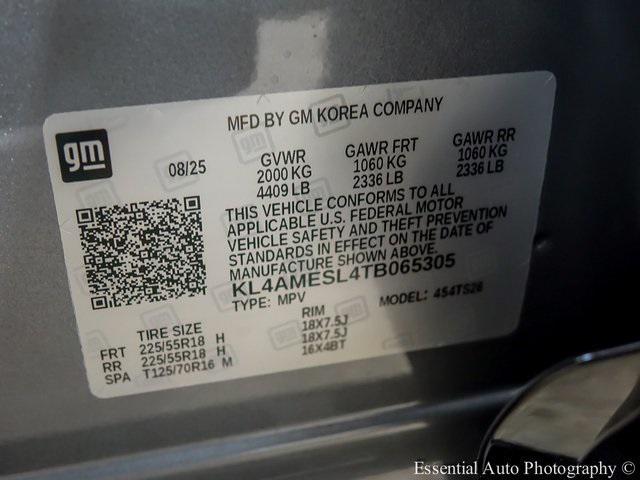 MFD BY GM KOREA COMPANY
gm
08/25
GVWR
2000 KG
4409 LB
GAWR FRT
1060 KG
2336 LB
GAWR RR
1060 KG
2336 LB
THIS VEHICLE CONFORMS TO ALL
APPLICABLE U.S. FEDERAL MOTOR
VEHICLE SAFETY AND THEFT PREVENTION
STANDARDS IN EFFECT ON THE DATE OF
MANUFACTURE SHOWN ABOVE.
KL4AMESL4TB065305
TYPE: MPV MODEL: 4S4TS26
TIRE SIZE RIM
FRT 225/55R18 H 18X7.5J
RR 225/55R18 H 18X7.5J
SPA T125/70R16 M 16X4BT
Essential Auto Photography ©